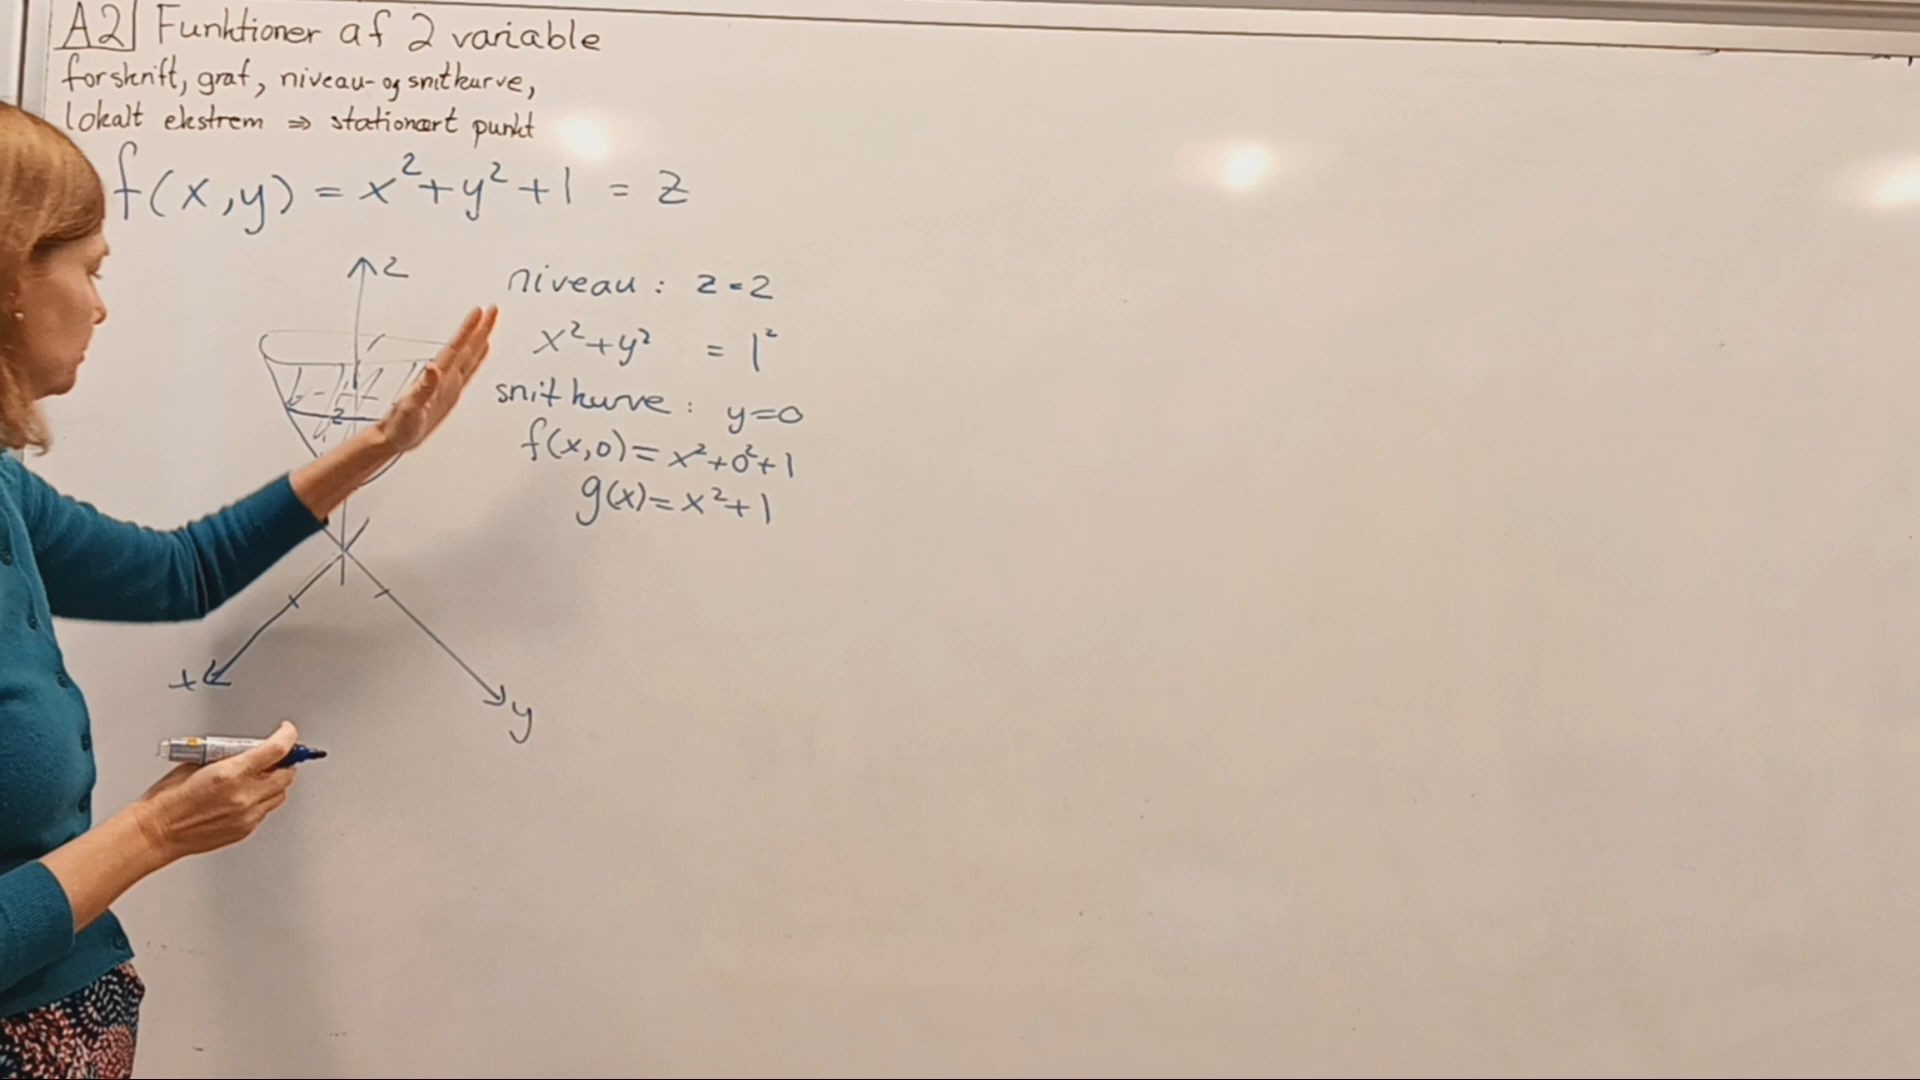 A2 Funktioner af 2 variable
forskrift, graf, niveau- og snitkurve,
lokalt ekstrem ⇒ stationært punkt
f(x,y) = x²+y²+1 = z
z
niveau: z=2
x²+y² = 1²
snitkurve: y=0
2
f(x,0)=x²+0²+1
g(x)=x²+1
x
y